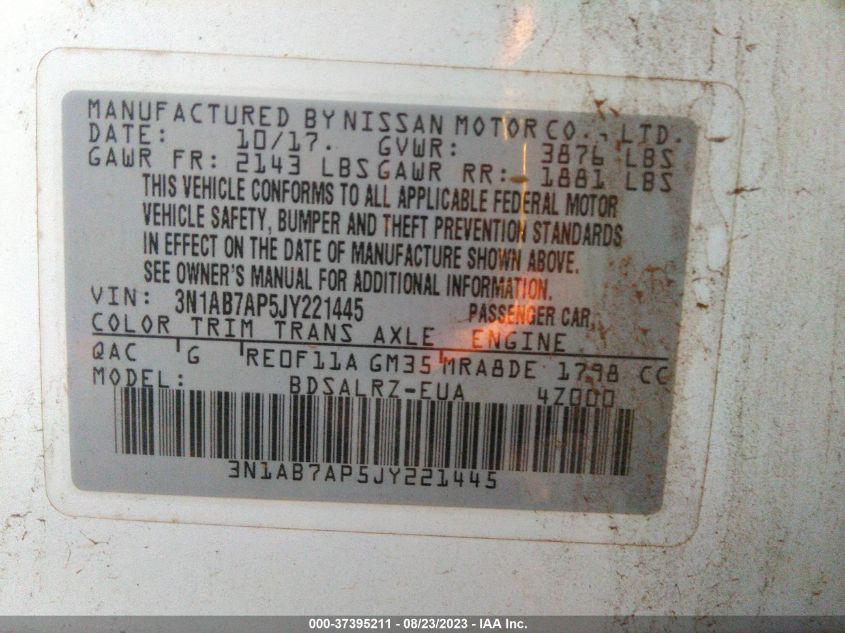 MANUFACTURED BY NISSAN MOTOR CO., LTD.
DATE: 10/17. GVWR: 3876 LBS
GAWR FR: 2143 LBS GAWR RR: 1881 LBS
THIS VEHICLE CONFORMS TO ALL APPLICABLE FEDERAL MOTOR
VEHICLE SAFETY, BUMPER AND THEFT PREVENTION STANDARDS
IN EFFECT ON THE DATE OF MANUFACTURE SHOWN ABOVE.
SEE OWNER'S MANUAL FOR ADDITIONAL INFORMATION.
VIN: 3N1AB7AP5JY221445 PASSENGER CAR
COLOR TRIM TRANS AXLE ENGINE
QAC G RE0F11A GM35 MRA8DE 1798 CC
MODEL: BDSALRZ-EUA 4Z000
3N1AB7AP5JY221445
000-37395211 - 08/23/2023 - IAA Inc.